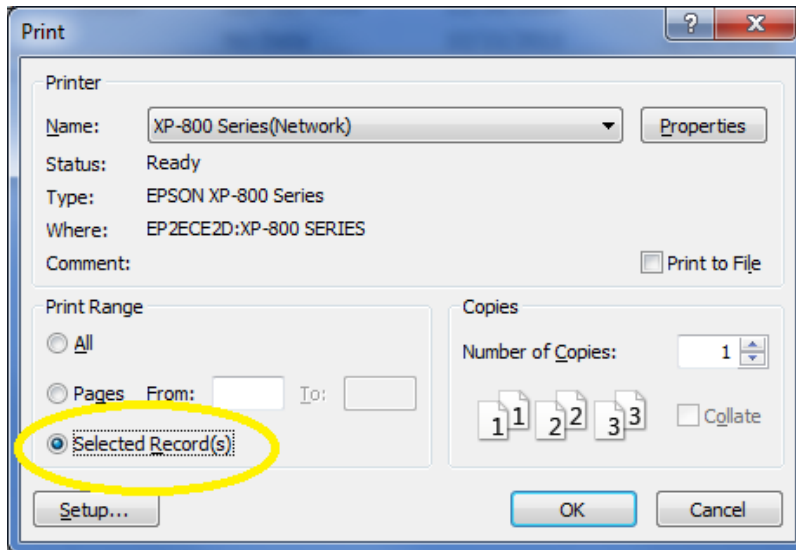 Print
Printer
Name: XP-800 Series(Network) Properties
Status: Ready
Type: EPSON XP-800 Series
Where: EP2ECE2D:XP-800 SERIES
Comment: Print to File
Print Range
All
Pages From: To:
Selected Record(s)
Copies
Number of Copies: 1
1 1 2 2 3 3 Collate
Setup... OK Cancel